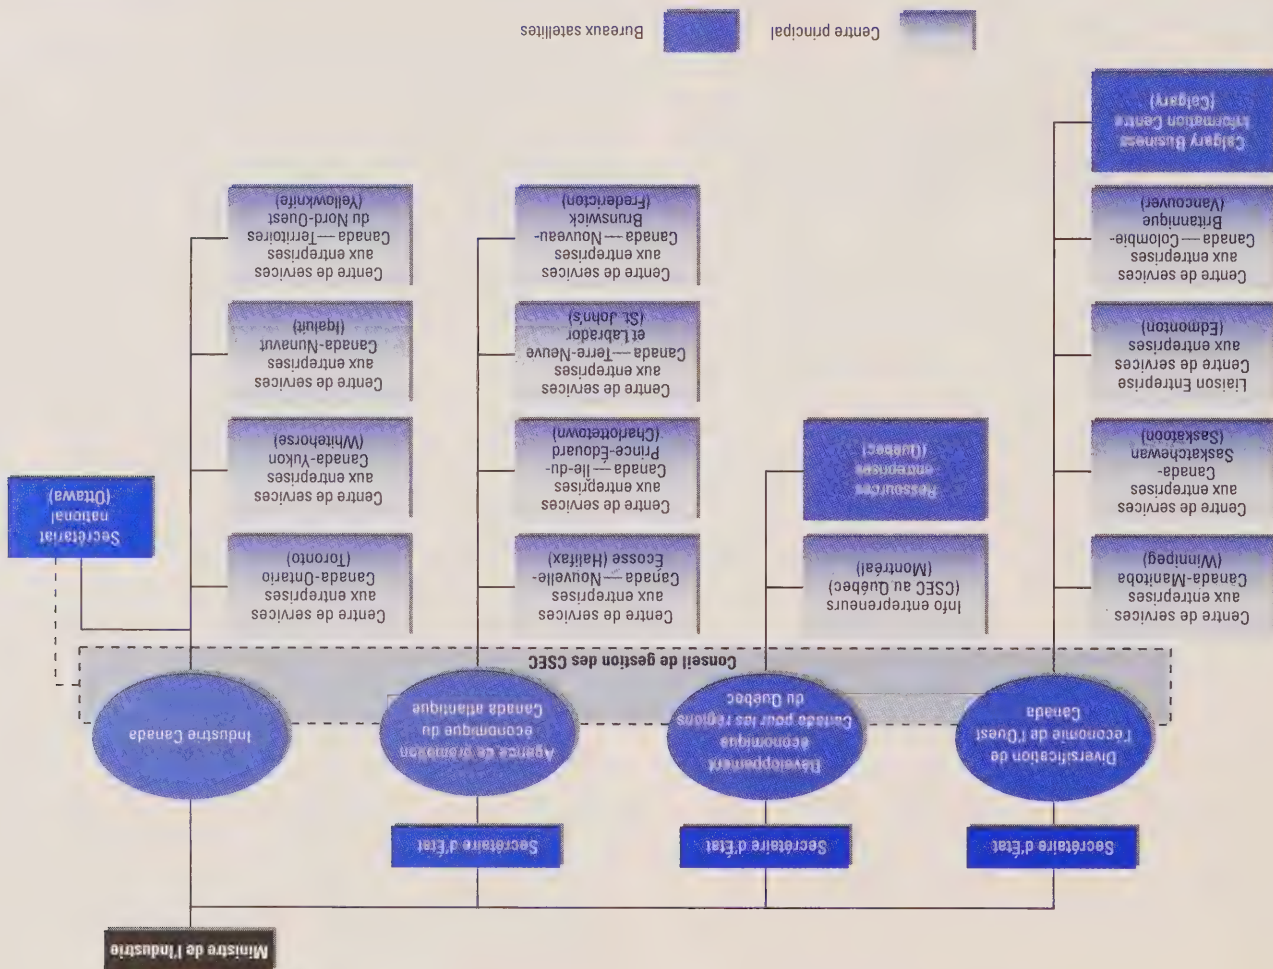 Ministre de l'Industrie
Secrétaire d'État
Secrétaire d'État
Secrétaire d'État
Diversification de
l'économie de l'Ouest
Canada
Développement
économique
Canada pour les régions
du Québec
Agence de promotion
économique du
Canada atlantique
Industrie Canada
Conseil de gestion des CSEC
Centre de services
aux entreprises
Canada-Manitoba
(Winnipeg)
Centre de services
aux entreprises
Canada-
Saskatchewan
(Saskatoon)
Liaison Entreprise
Centre de services
aux entreprises
(Edmonton)
Centre de services
aux entreprises
Canada — Colombie-
Britannique
(Vancouver)
Calgary Business
Information Centre
(Calgary)
Info entrepreneurs
(CSEC au Québec)
(Montréal)
Ressources
entreprises
(Québec)
Centre de services
aux entreprises
Canada — Nouvelle-
Écosse (Halifax)
Centre de services
aux entreprises
Canada — Île-du-
Prince-Édouard
(Charlottetown)
Centre de services
aux entreprises
Canada — Terre-Neuve
et Labrador
(St. John's)
Centre de services
aux entreprises
Canada — Nouveau-
Brunswick
(Fredericton)
Centre de services
aux entreprises
Canada-Ontario
(Toronto)
Centre de services
aux entreprises
Canada-Yukon
(Whitehorse)
Centre de services
aux entreprises
Canada-Nunavut
(Iqaluit)
Centre de services
aux entreprises
Canada — Territoires
du Nord-Ouest
(Yellowknife)
Secrétariat
national
(Ottawa)
Centre principal
Bureaux satellites